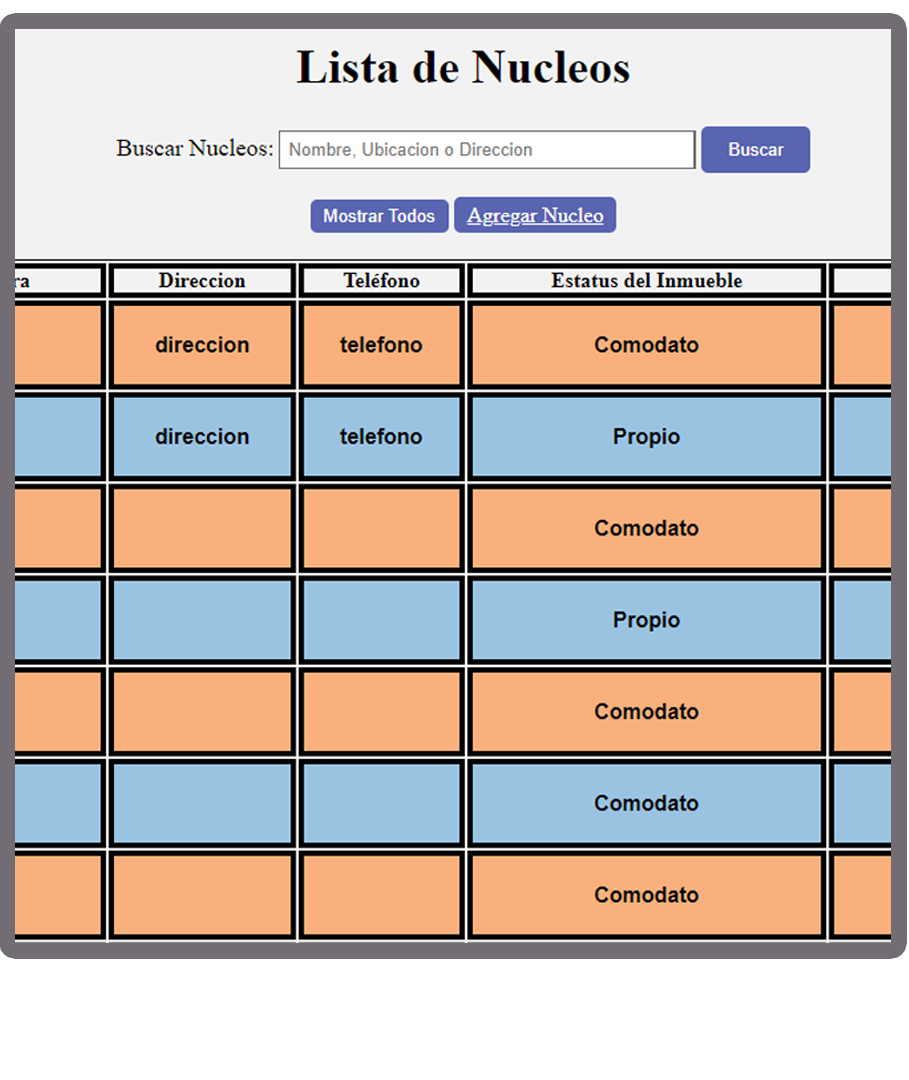 Lista de Nucleos
Buscar Nucleos: Nombre, Ubicacion o Direccion Buscar
Mostrar Todos Agregar Nucleo
ra Direccion Teléfono Estatus del Inmueble
direccion telefono Comodato
direccion telefono Propio
Comodato
Propio
Comodato
Comodato
Comodato